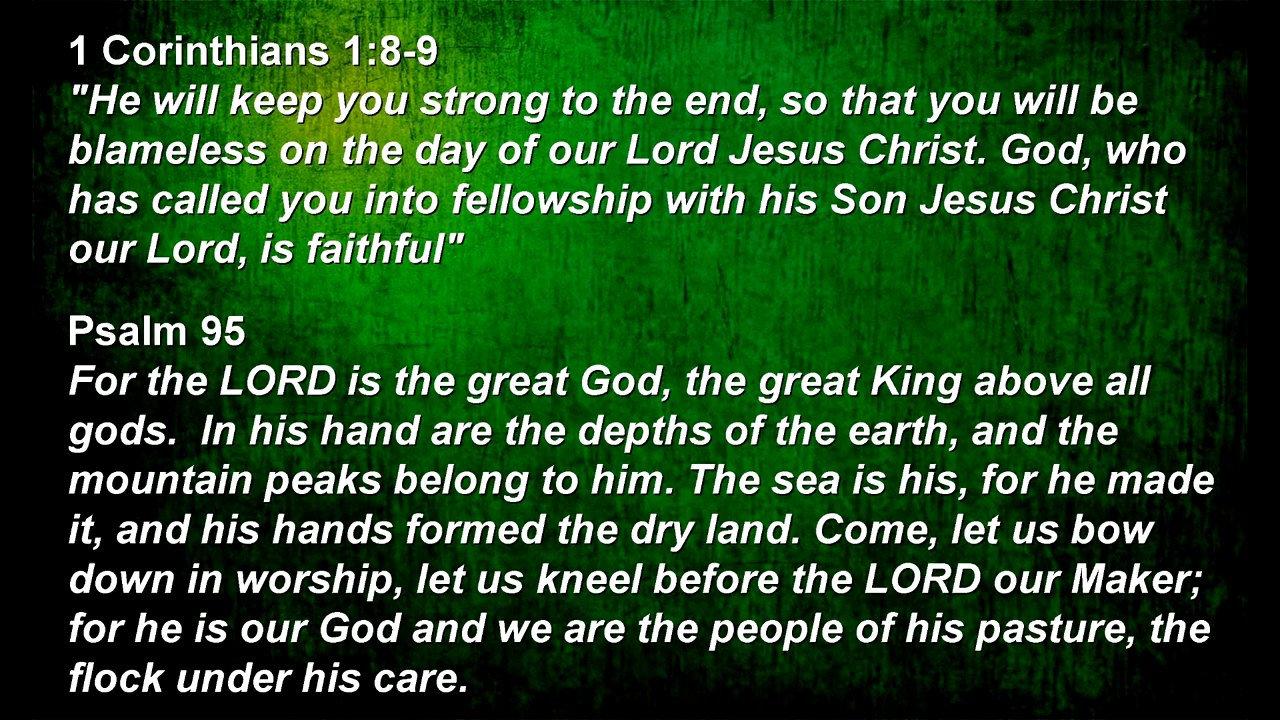 1 Corinthians 1:8-9
"He will keep you strong to the end, so that you will be
blameless on the day of our Lord Jesus Christ. God, who
has called you into fellowship with his Son Jesus Christ
our Lord, is faithful"
Psalm 95
For the LORD is the great God, the great King above all
gods.  In his hand are the depths of the earth, and the
mountain peaks belong to him. The sea is his, for he made
it, and his hands formed the dry land. Come, let us bow
down in worship, let us kneel before the LORD our Maker;
for he is our God and we are the people of his pasture, the
flock under his care.